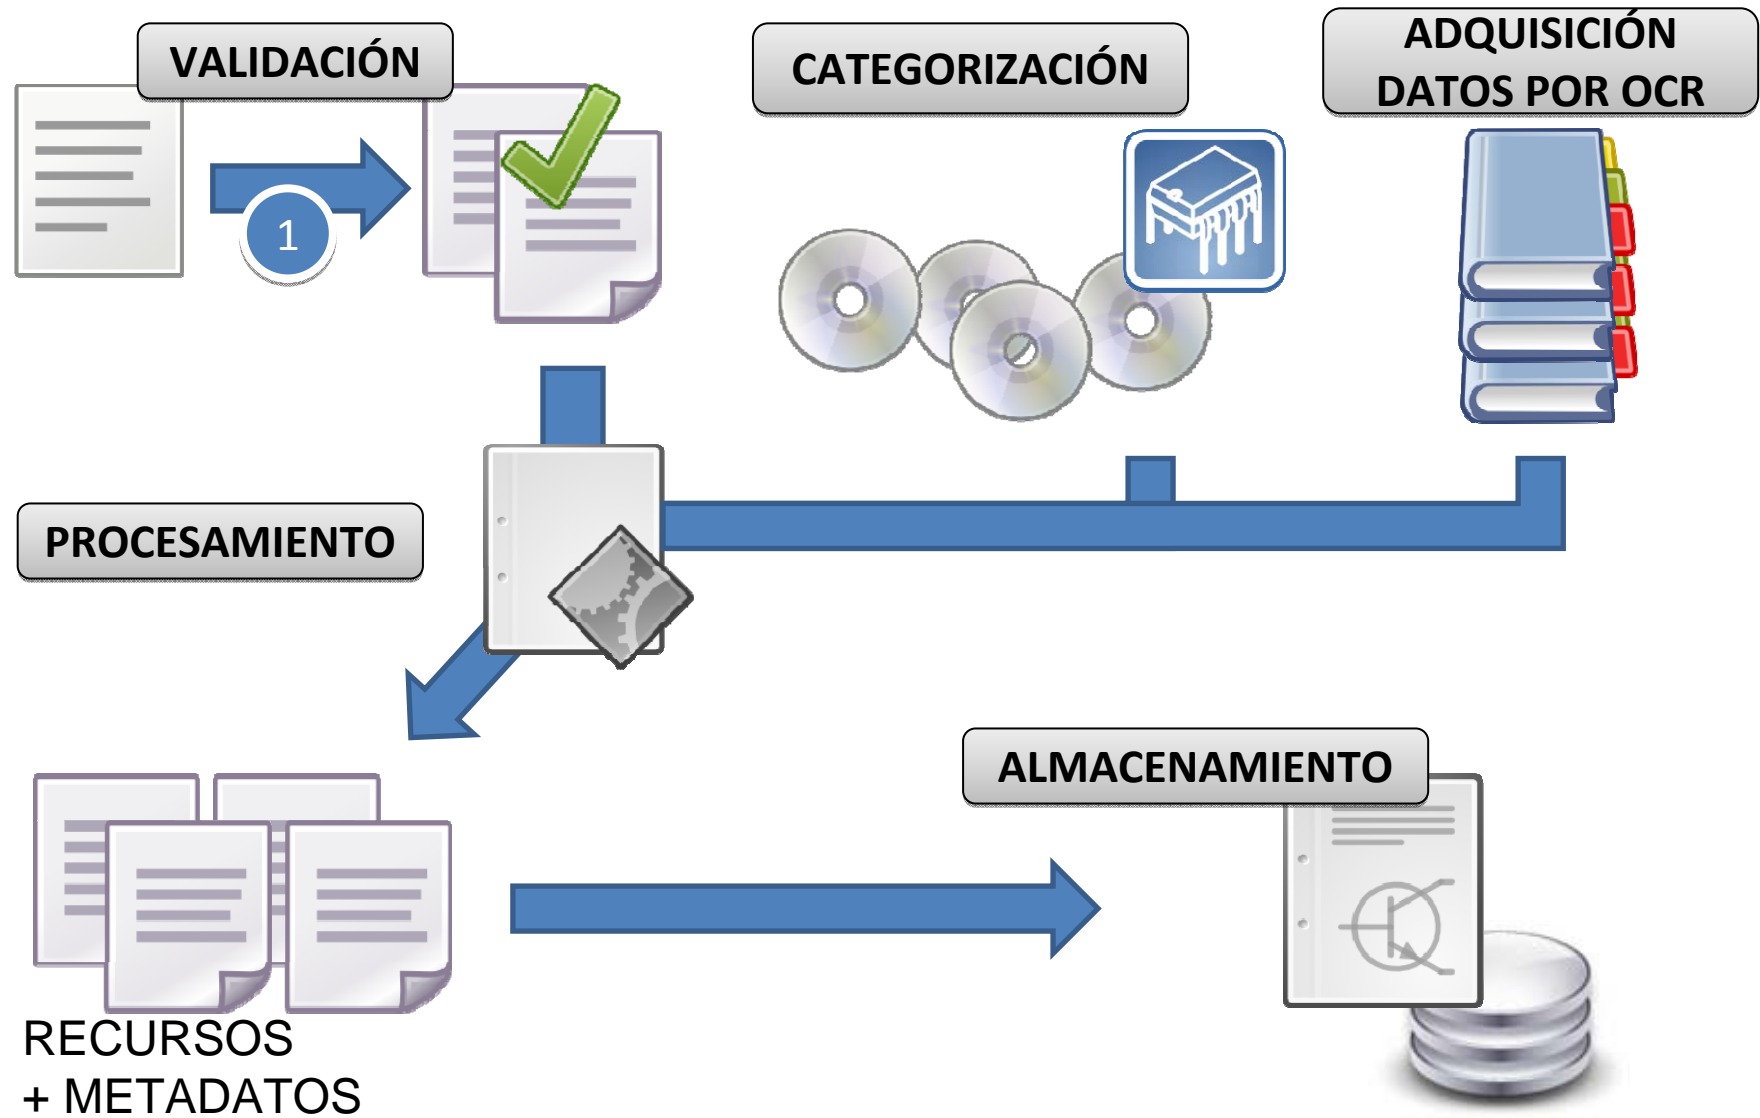 VALIDACIÓN
CATEGORIZACIÓN
ADQUISICIÓN
DATOS POR OCR
1
PROCESAMIENTO
ALMACENAMIENTO
RECURSOS
+ METADATOS